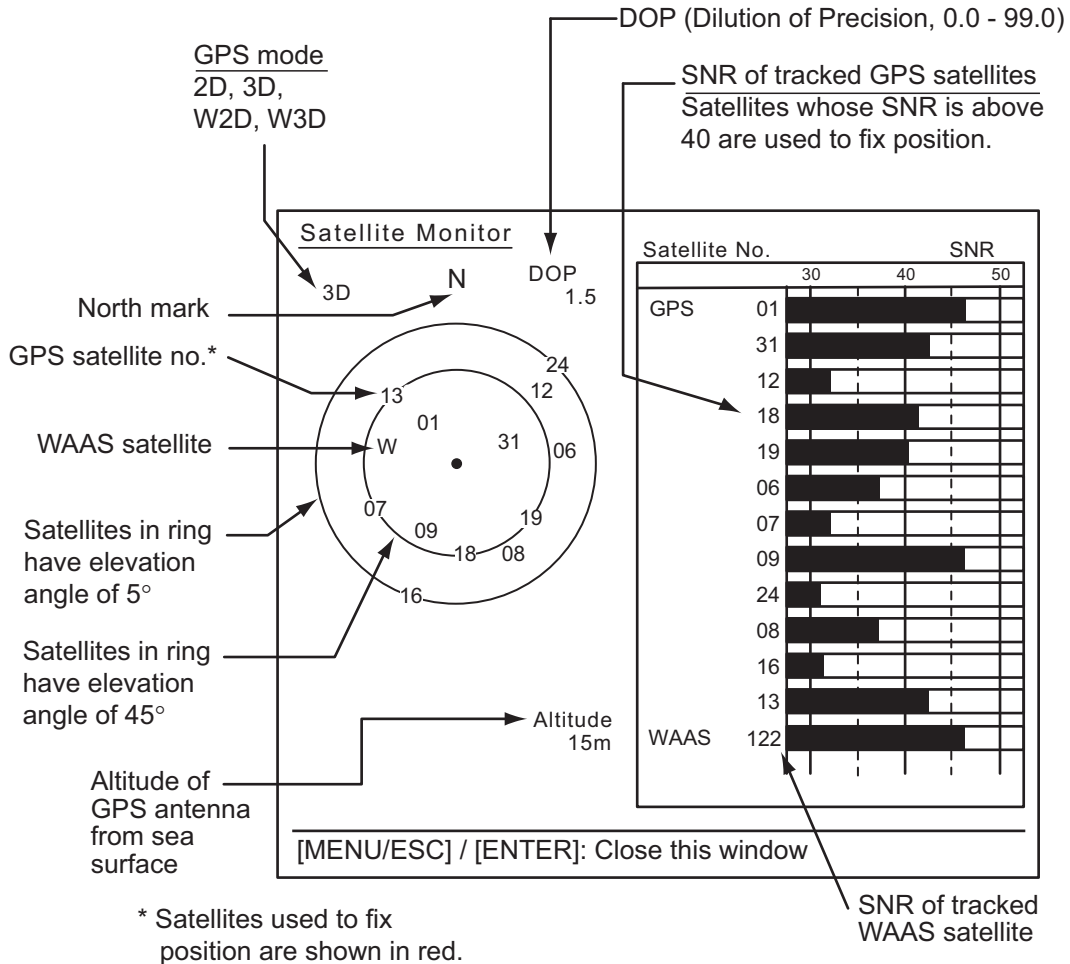 DOP (Dilution of Precision, 0.0 - 99.0)
GPS mode
2D, 3D,
W2D, W3D
SNR of tracked GPS satellites
Satellites whose SNR is above
40 are used to fix position.
Satellite Monitor
3D
N
DOP
1.5
North mark
GPS satellite no.*
WAAS satellite
Satellites in ring
have elevation
angle of 5°
Satellites in ring
have elevation
angle of 45°
24
13
12
01
W
31
06
07
09
19
18
08
16
Altitude
15m
Altitude of
GPS antenna
from sea
surface
Satellite No. SNR
30 40 50
GPS 01
31
12
18
19
06
07
09
24
08
16
13
WAAS 122
[MENU/ESC] / [ENTER]: Close this window
SNR of tracked
WAAS satellite
* Satellites used to fix
position are shown in red.